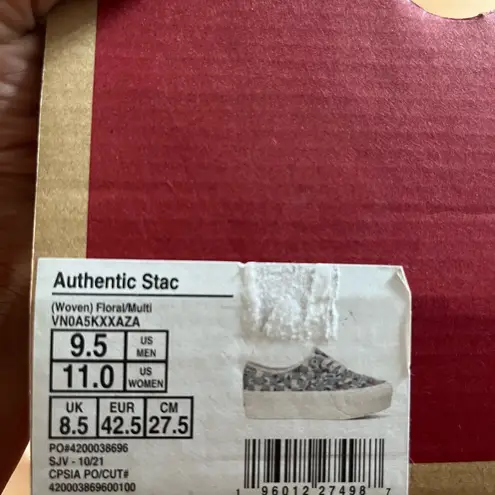 Authentic Stac
(Woven) Floral/Multi
VN0A5KXXAZA
9.5 US MEN
11.0 US WOMEN
UK EUR CM
8.5 42.5 27.5
PO#4200038696
SJV - 10/21
CPSIA PO/CUT#
420003869600100
1 96012 27498 7